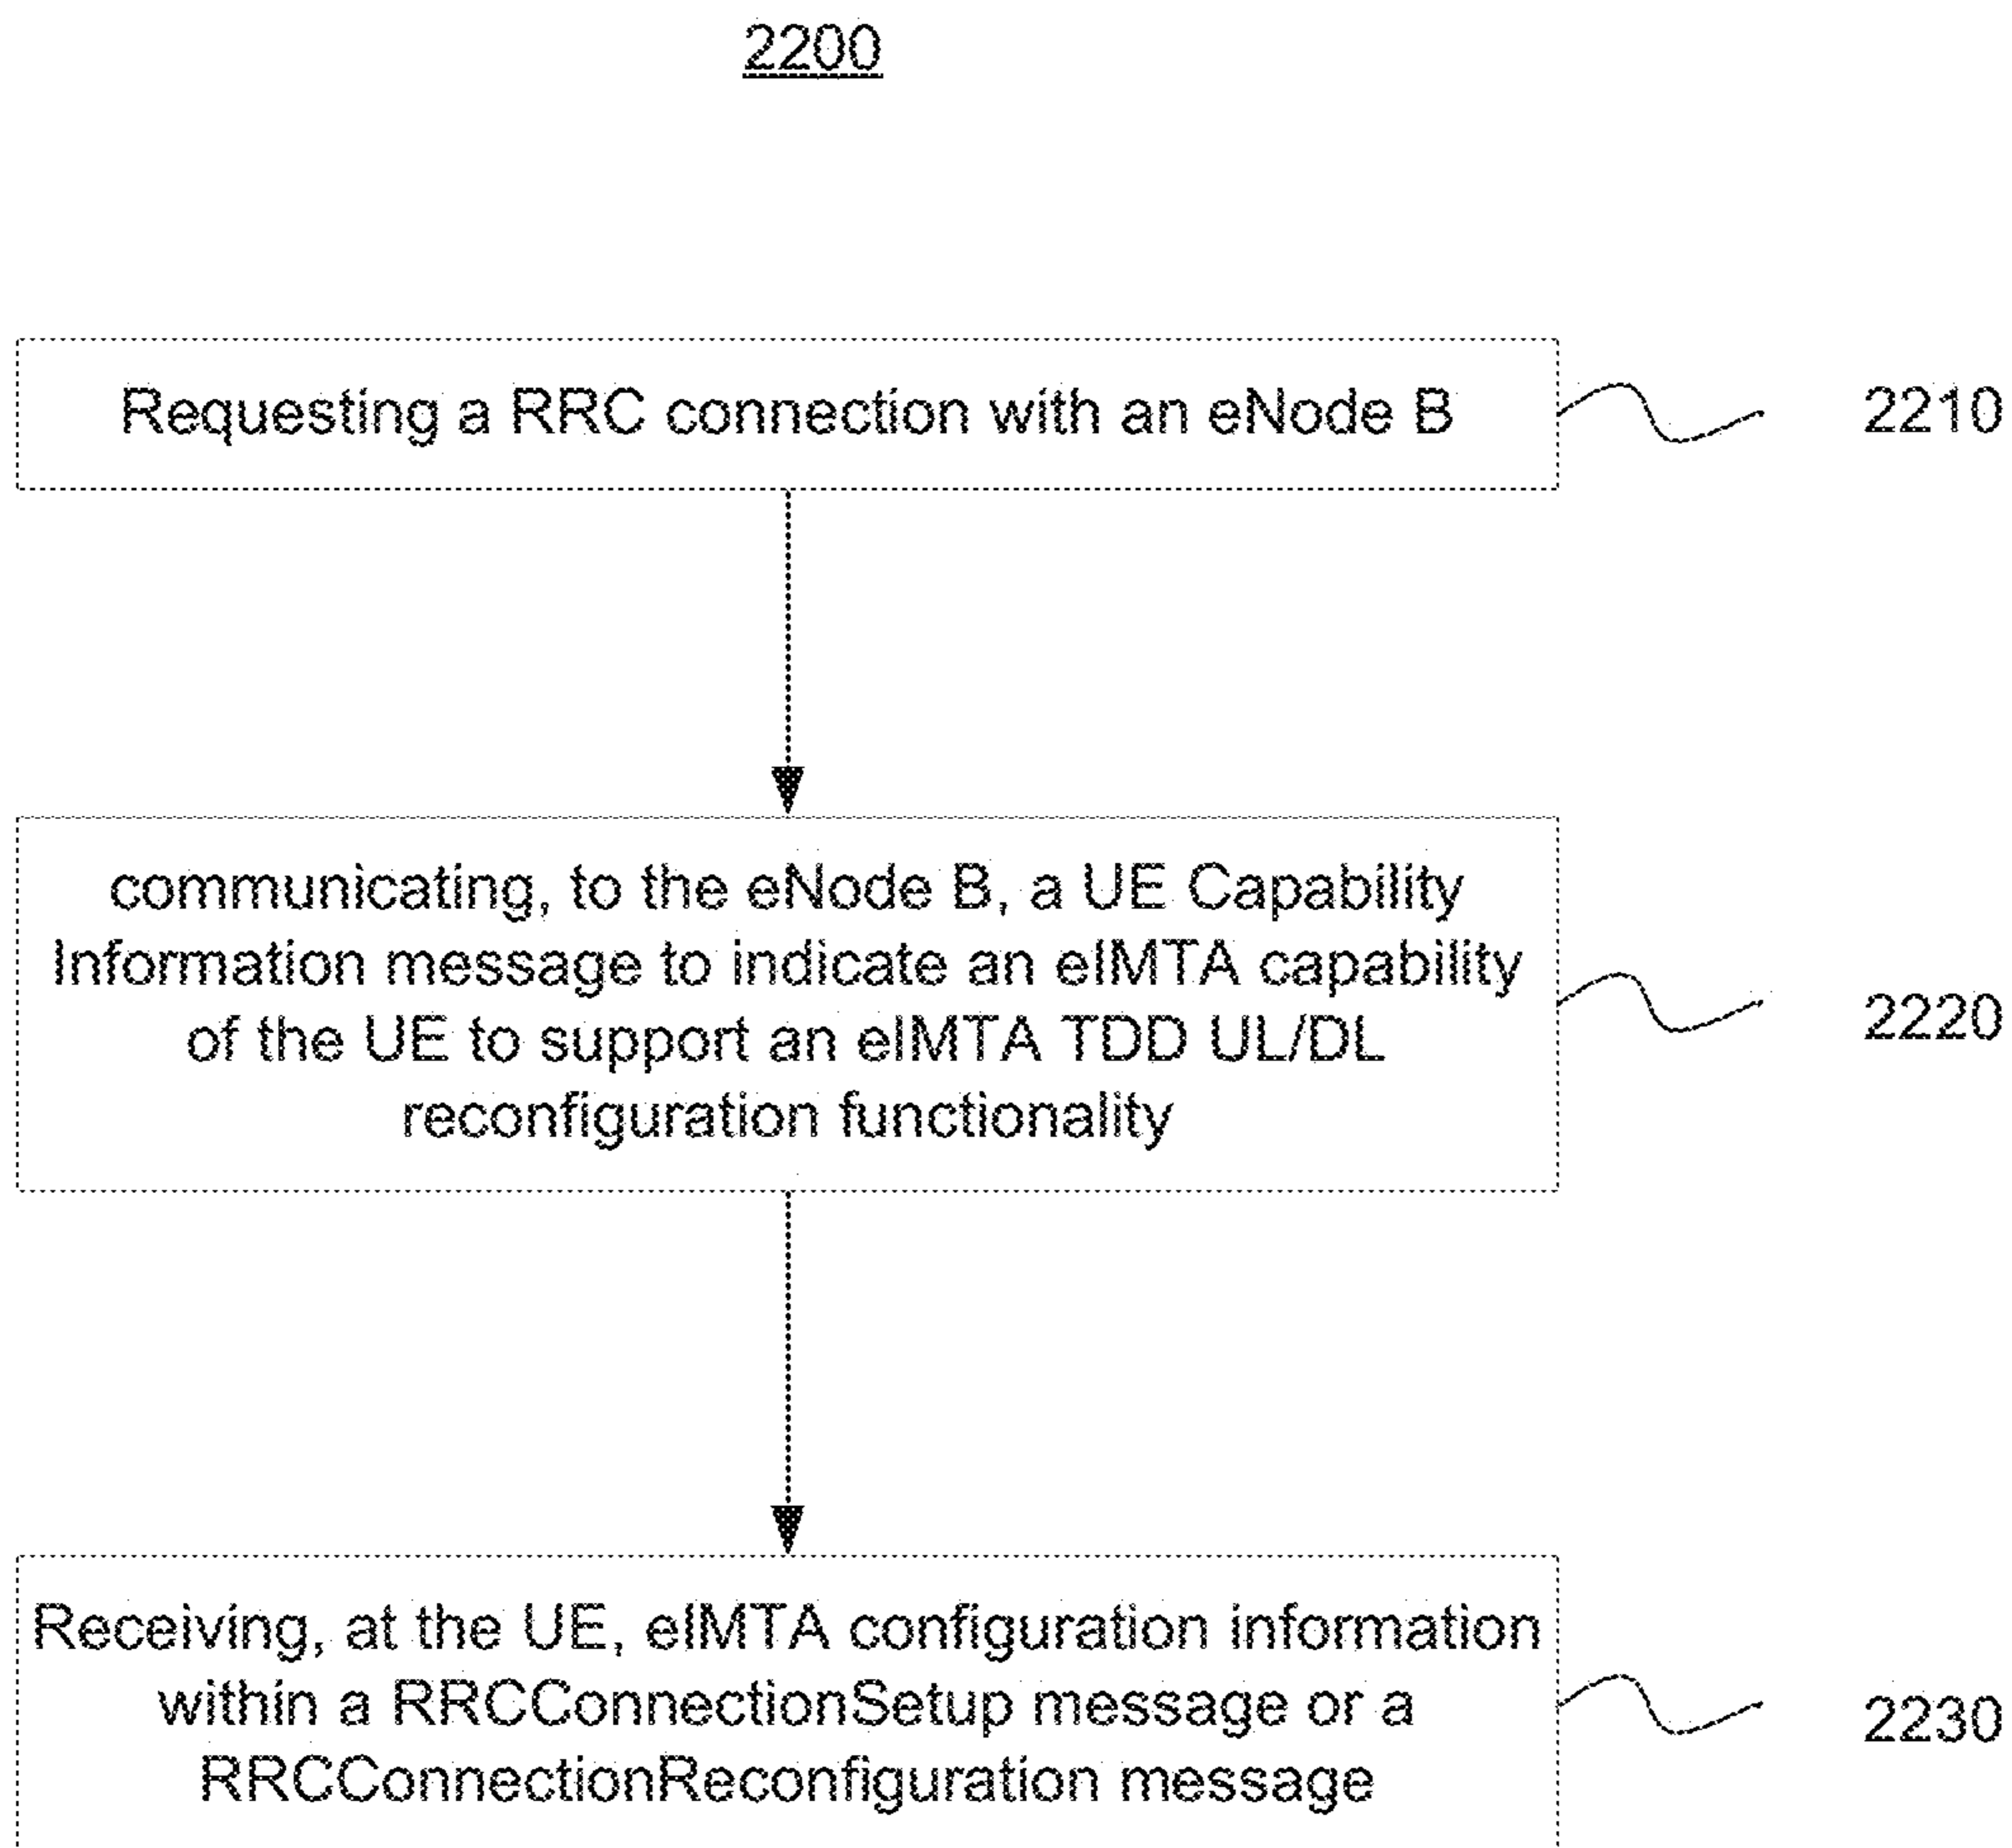 2200
Requesting a RRC connection with an eNode B
2210
communicating, to the eNode B, a UE Capability
Information message to indicate an eIMTA capability
of the UE to support an eIMTA TDD UL/DL
reconfiguration functionality
2220
Receiving, at the UE, eIMTA configuration information
within a RRCConnectionSetup message or a
RRCConnectionReconfiguration message
2230